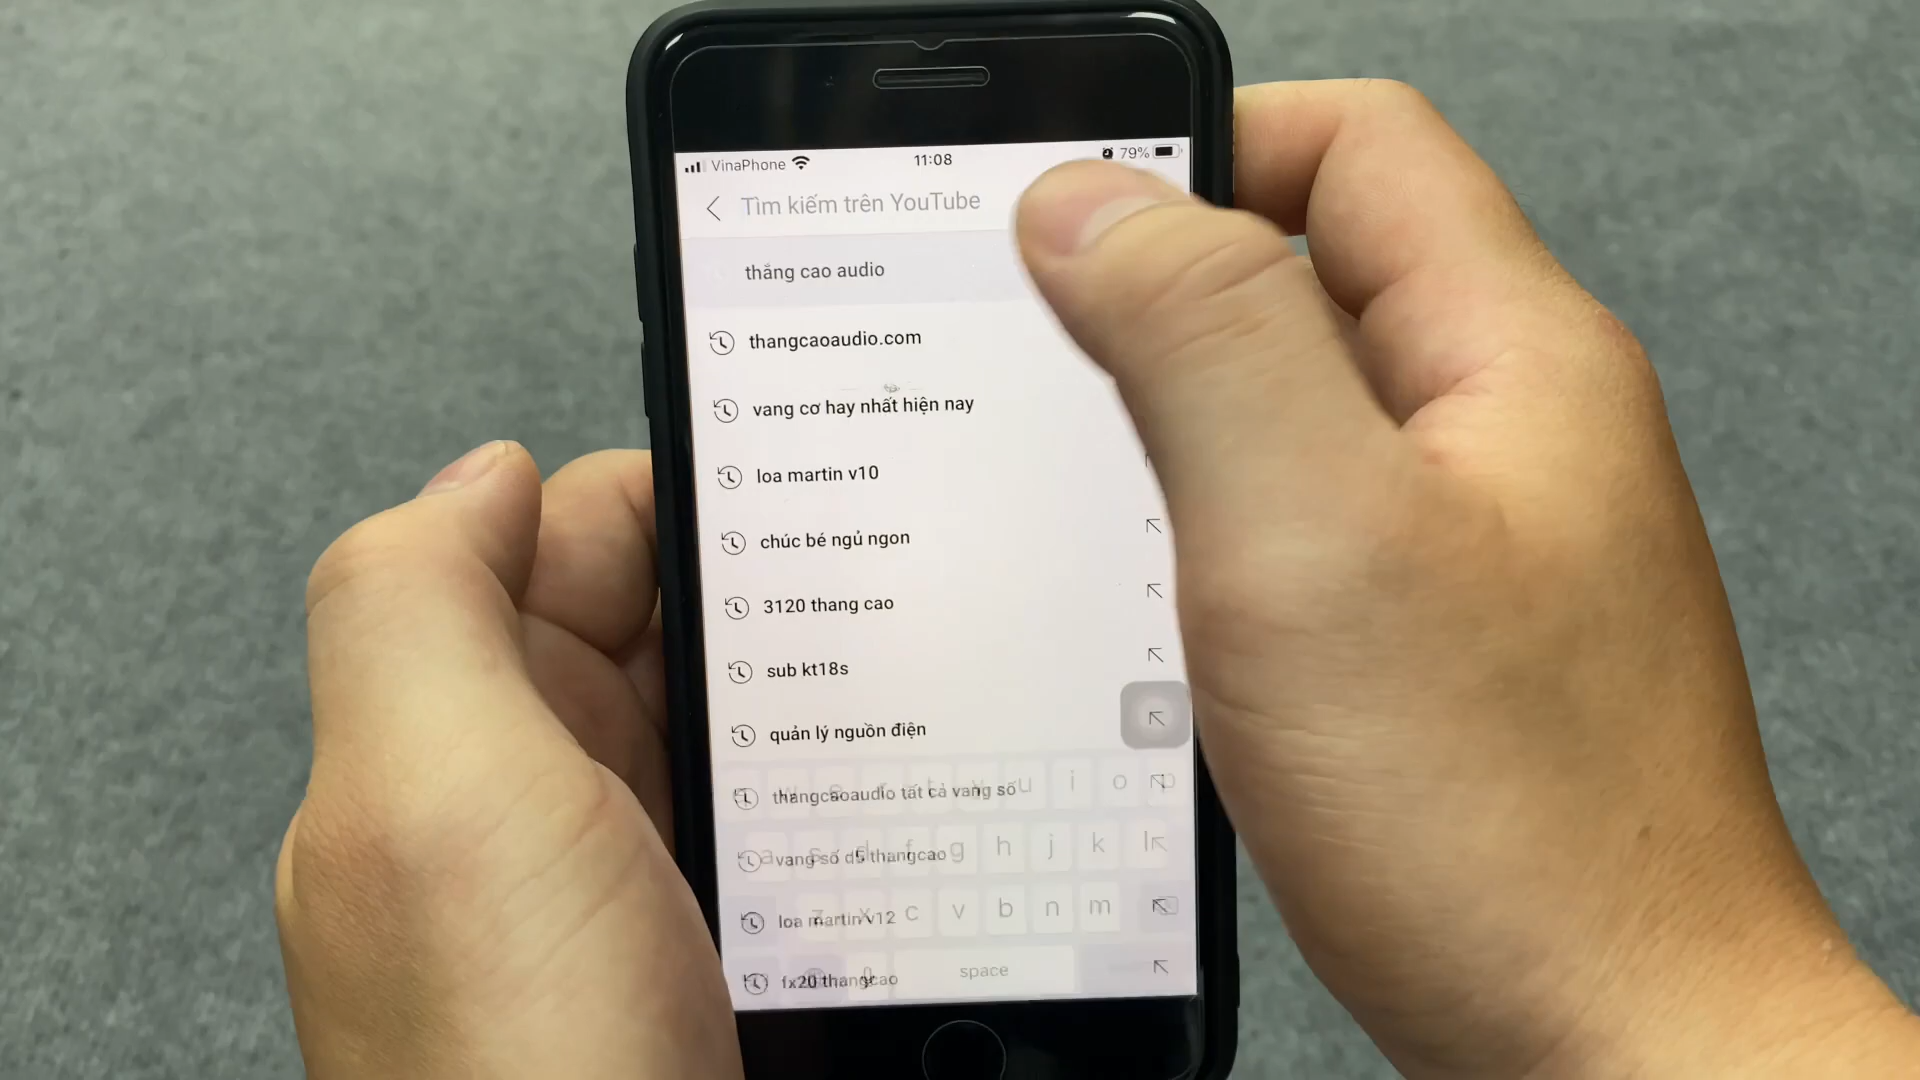 VinaPhone 11:08 79%
Tìm kiếm trên YouTube
thắng cao audio
thangcaoaudio.com
vang cơ hay nhất hiện nay
loa martin v10
chúc bé ngủ ngon
3120 thang cao
sub kt18s
quản lý nguồn điện
thangcaoaudio tất cả vang số
u i o p
vang số d5 thangcao
a g h j k l
loa martin v12
z x c v b n m
fx20 thangcao
space